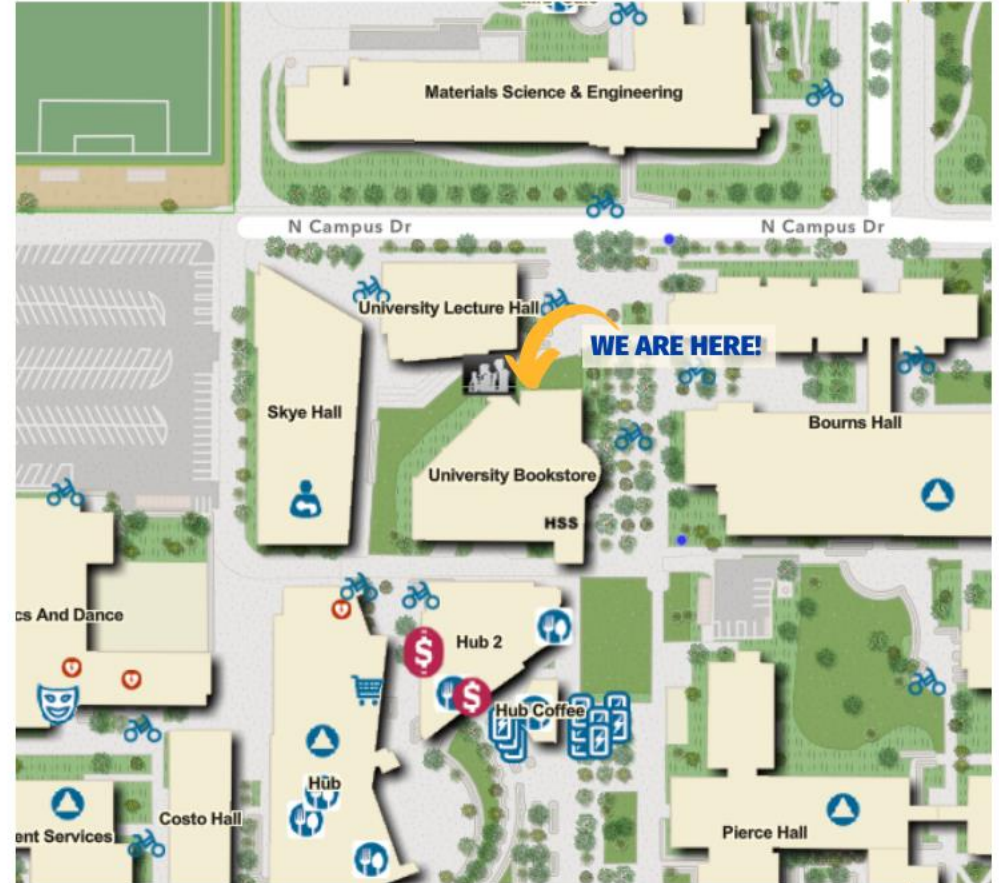 Materials Science & Engineering
N Campus Dr
N Campus Dr
University Lecture Hall
WE ARE HERE!
Skye Hall
Bourns Hall
University Bookstore
HSS
cs And Dance
Hub 2
$
$
Hub Coffee
Hub
Costo Hall
ent Services
Pierce Hall